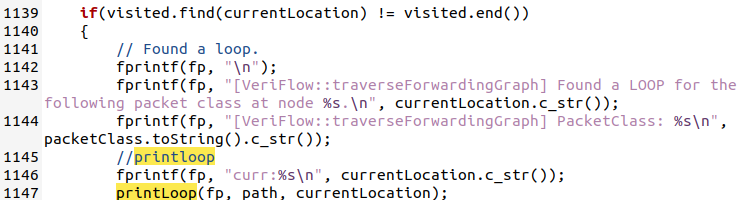 1139 if(visited.find(currentLocation) != visited.end())
1140 {
1141 // Found a loop.
1142 fprintf(fp, "\n");
1143 fprintf(fp, "[VeriFlow::traverseForwardingGraph] Found a LOOP for the
following packet class at node %s.\n", currentLocation.c_str());
1144 fprintf(fp, "[VeriFlow::traverseForwardingGraph] PacketClass: %s\n",
packetClass.toString().c_str());
1145 //printloop
1146 fprintf(fp, "curr:%s\n", currentLocation.c_str());
1147 printLoop(fp, path, currentLocation);